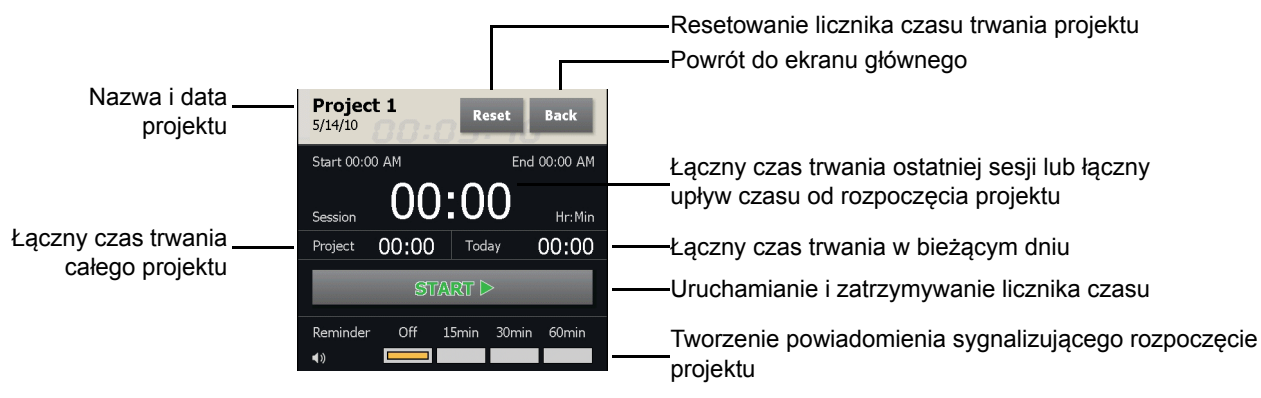 Resetowanie licznika czasu trwania projektu
Powrót do ekranu głównego
Nazwa i data
projektu
Project 1
5/14/10
Reset
Back
Start 00:00 AM
End 00:00 AM
00:00
Session
Hr:Min
Łączny czas trwania ostatniej sesji lub łączny
upływ czasu od rozpoczęcia projektu
Łączny czas trwania
całego projektu
Project 00:00
Today 00:00
Łączny czas trwania w bieżącym dniu
START
Uruchamianie i zatrzymywanie licznika czasu
Reminder Off 15min 30min 60min
Tworzenie powiadomienia sygnalizującego rozpoczęcie
projektu